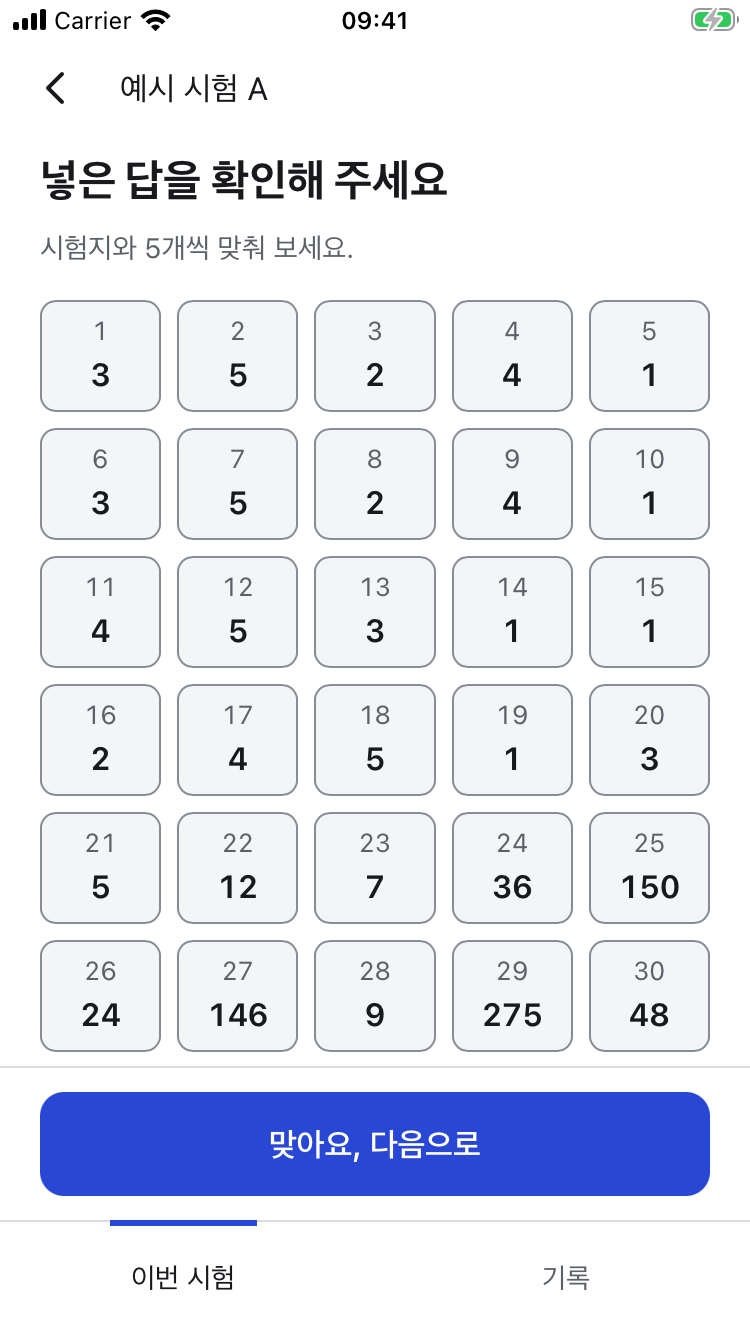 Carrier 09:41
예시 시험 A
넣은 답을 확인해 주세요
시험지와 5개씩 맞춰 보세요.
1 2 3 4 5
3 5 2 4 1
6 7 8 9 10
3 5 2 4 1
11 12 13 14 15
4 5 3 1 1
16 17 18 19 20
2 4 5 1 3
21 22 23 24 25
5 12 7 36 150
26 27 28 29 30
24 146 9 275 48
맞아요, 다음으로
이번 시험 기록